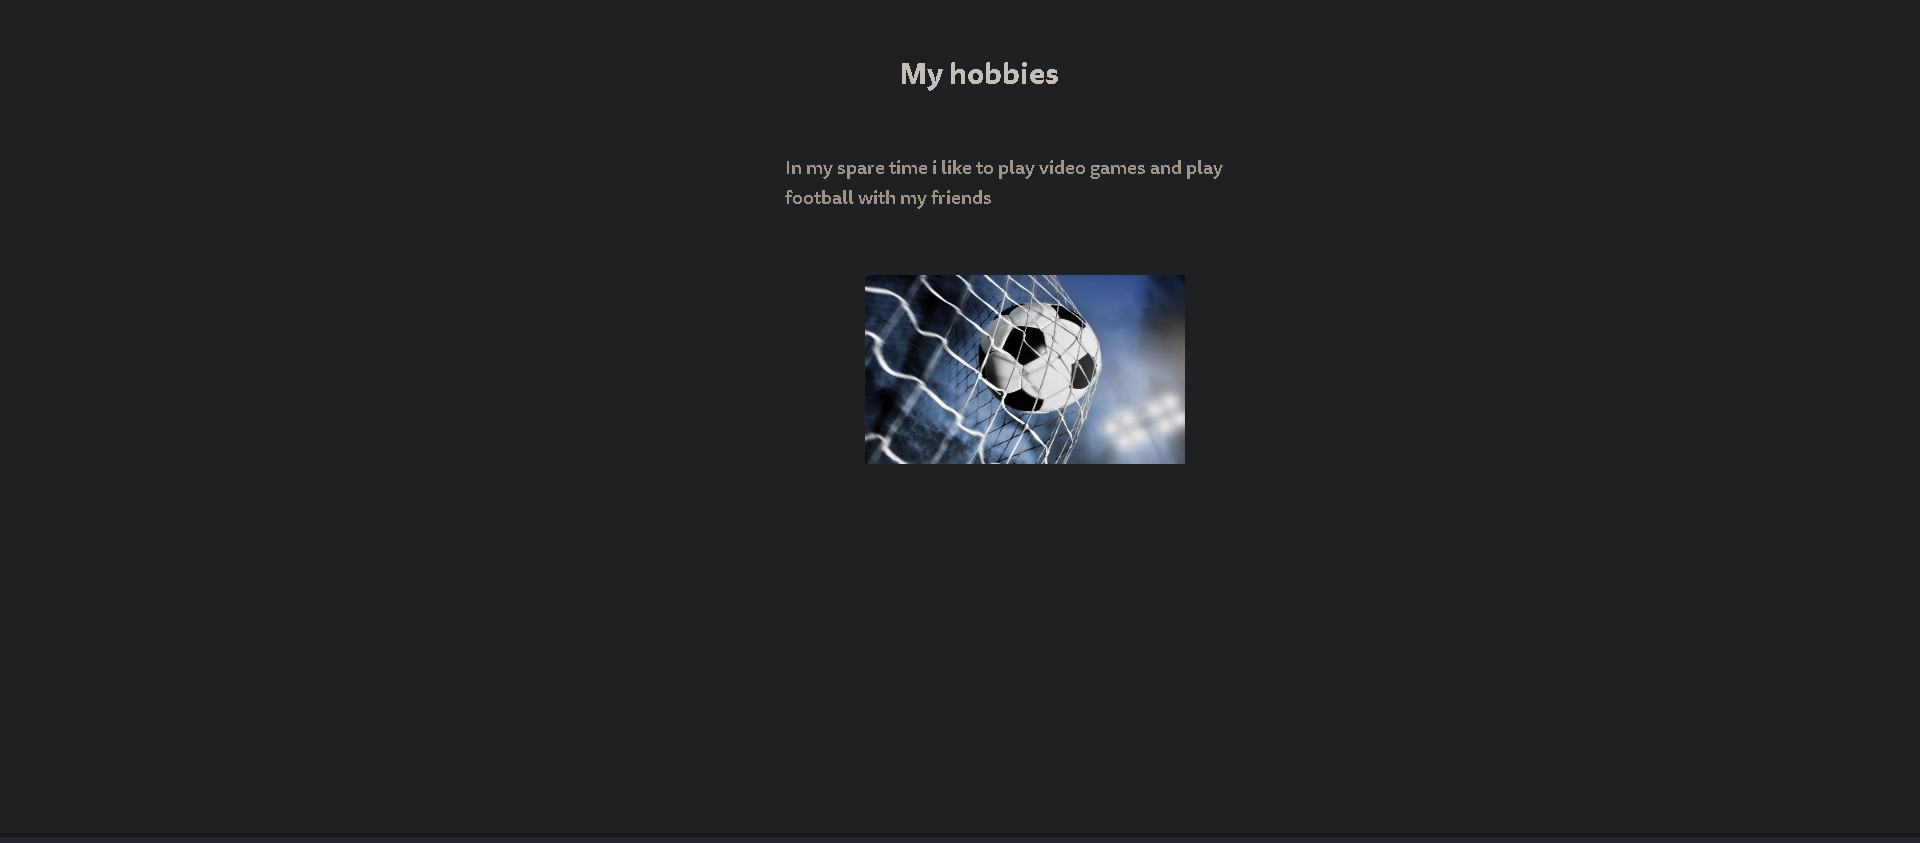 My hobbies
In my spare time i like to play video games and play
football with my friends